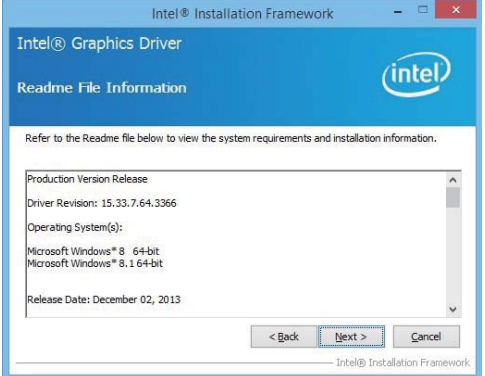 Intel® Installation Framework
Intel® Graphics Driver
intel
Readme File Information
Refer to the Readme file below to view the system requirements and installation information.
Production Version Release
Driver Revision: 15.33.7.64.3366
Operating System(s):
Microsoft Windows* 8 64-bit
Microsoft Windows* 8.1 64-bit
Release Date: December 02, 2013
< Back Next > Cancel
Intel® Installation Framework